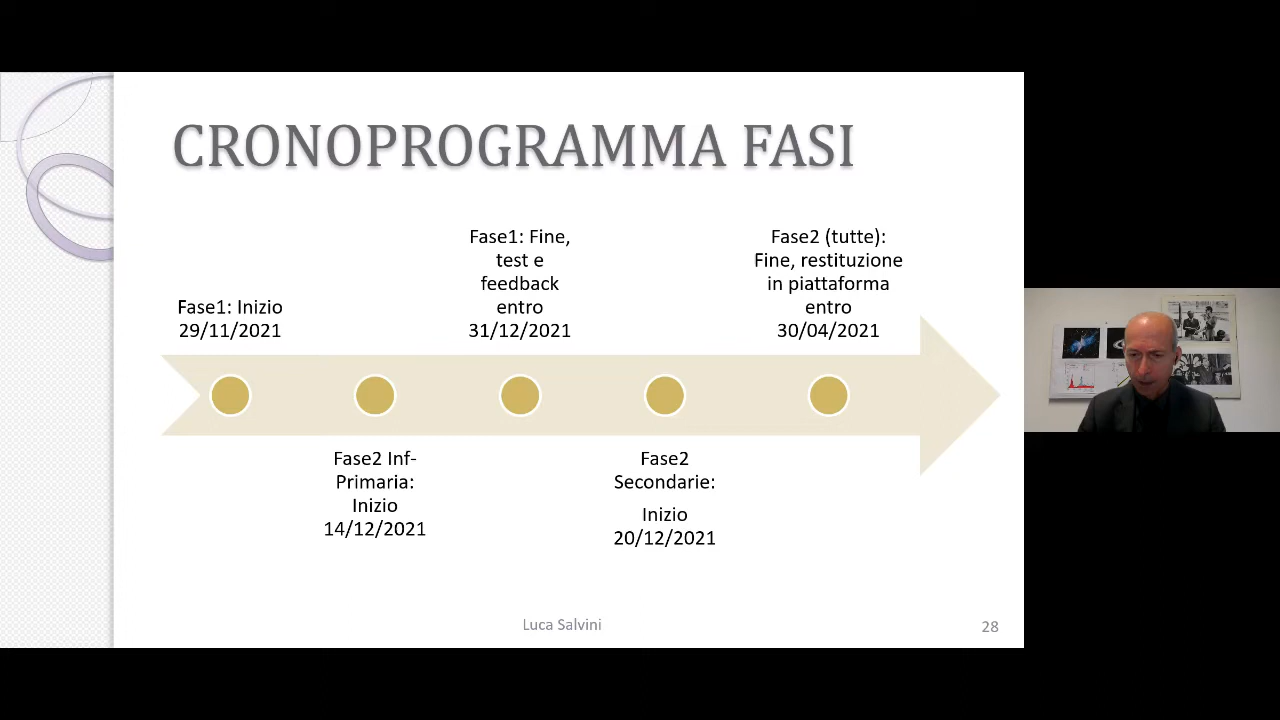 CRONOPROGRAMMA FASI
Fase1: Inizio
29/11/2021
Fase2 Inf-
Primaria:
Inizio
14/12/2021
Fase1: Fine,
test e
feedback
entro
31/12/2021
Fase2
Secondarie:
Inizio
20/12/2021
Fase2 (tutte):
Fine, restituzione
in piattaforma
entro
30/04/2021
Luca Salvini
28